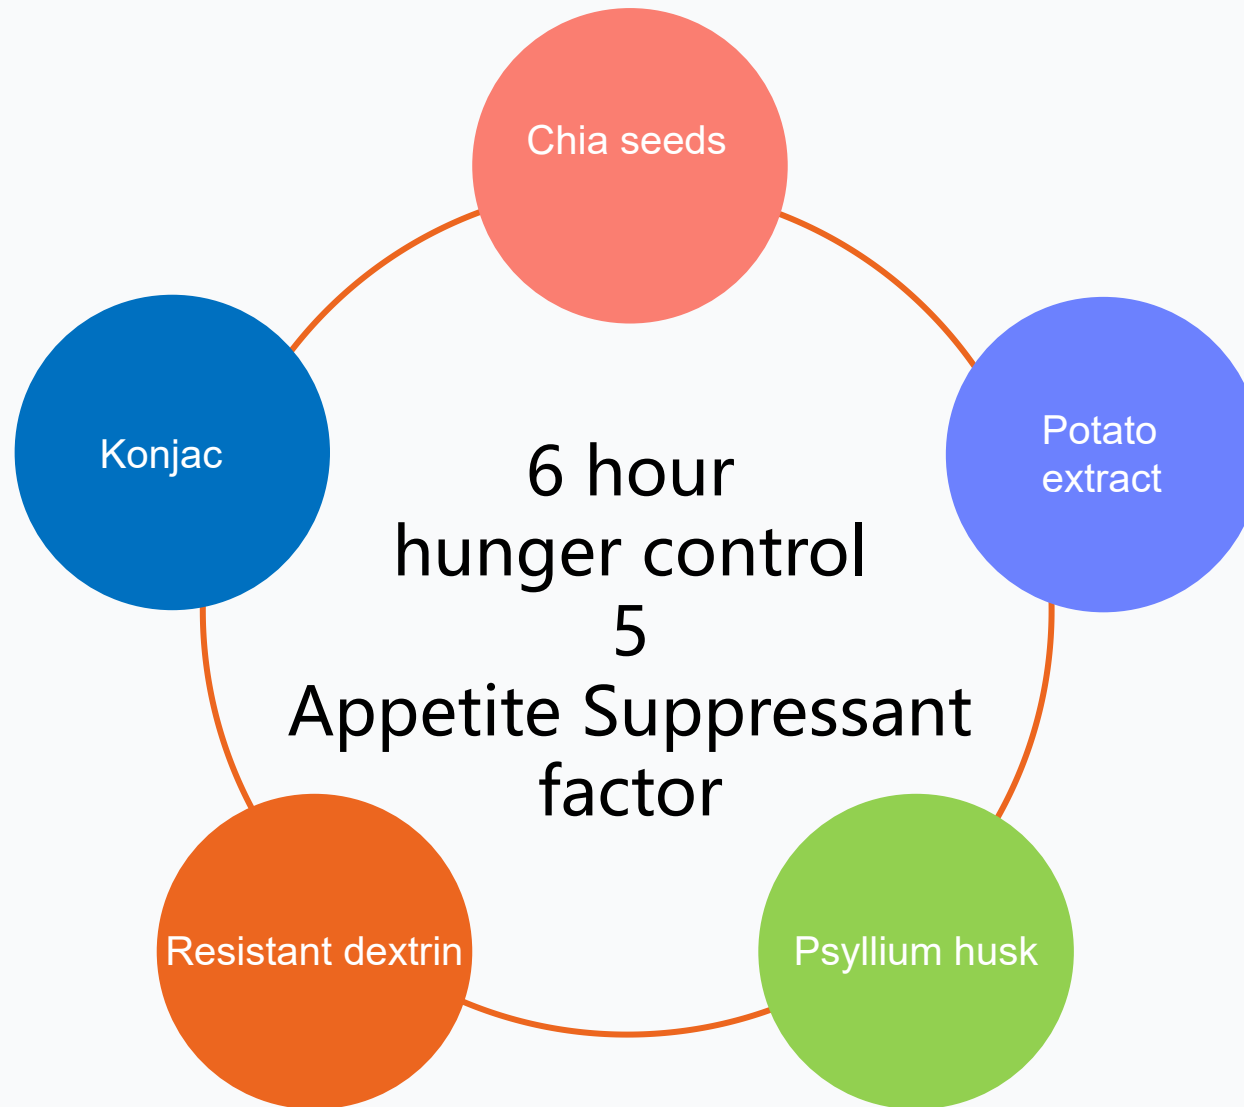 Chia seeds
Konjac
Potato
extract
6 hour
hunger control
5
Appetite Suppressant
factor
Resistant dextrin
Psyllium husk